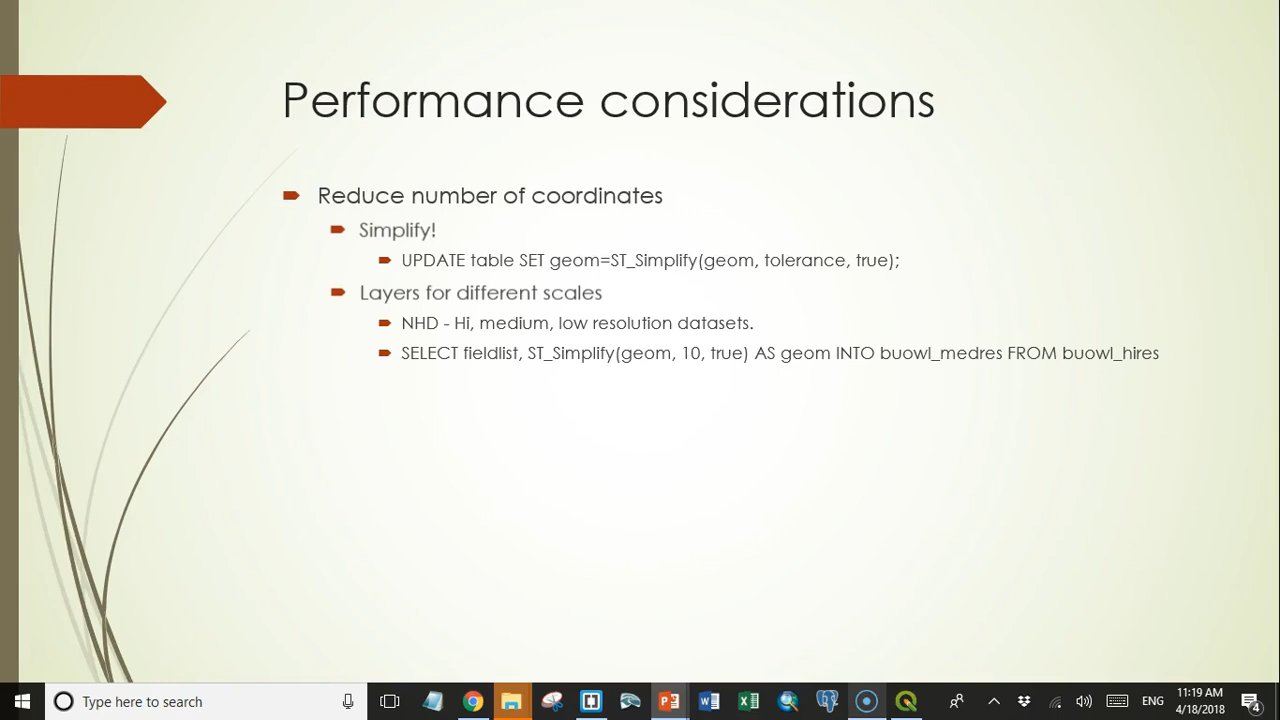 Performance considerations
Reduce number of coordinates
Simplify!
UPDATE table SET geom=ST_Simplify(geom, tolerance, true);
Layers for different scales
NHD - Hi, medium, low resolution datasets.
SELECT fieldlist, ST_Simplify(geom, 10, true) AS geom INTO buowl_medres FROM buowl_hires
Type here to search
ENG
11:19 AM
4/18/2018
4